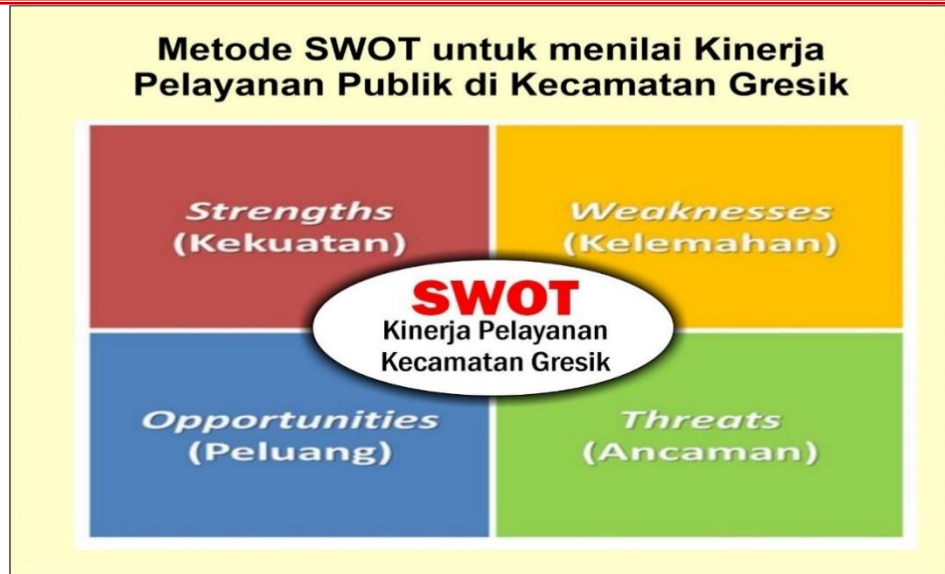 Metode SWOT untuk menilai Kinerja
Pelayanan Publik di Kecamatan Gresik
Strengths
(Kekuatan)
Weaknesses
(Kelemahan)
SWOT
Kinerja Pelayanan
Kecamatan Gresik
Opportunities
(Peluang)
Threats
(Ancaman)